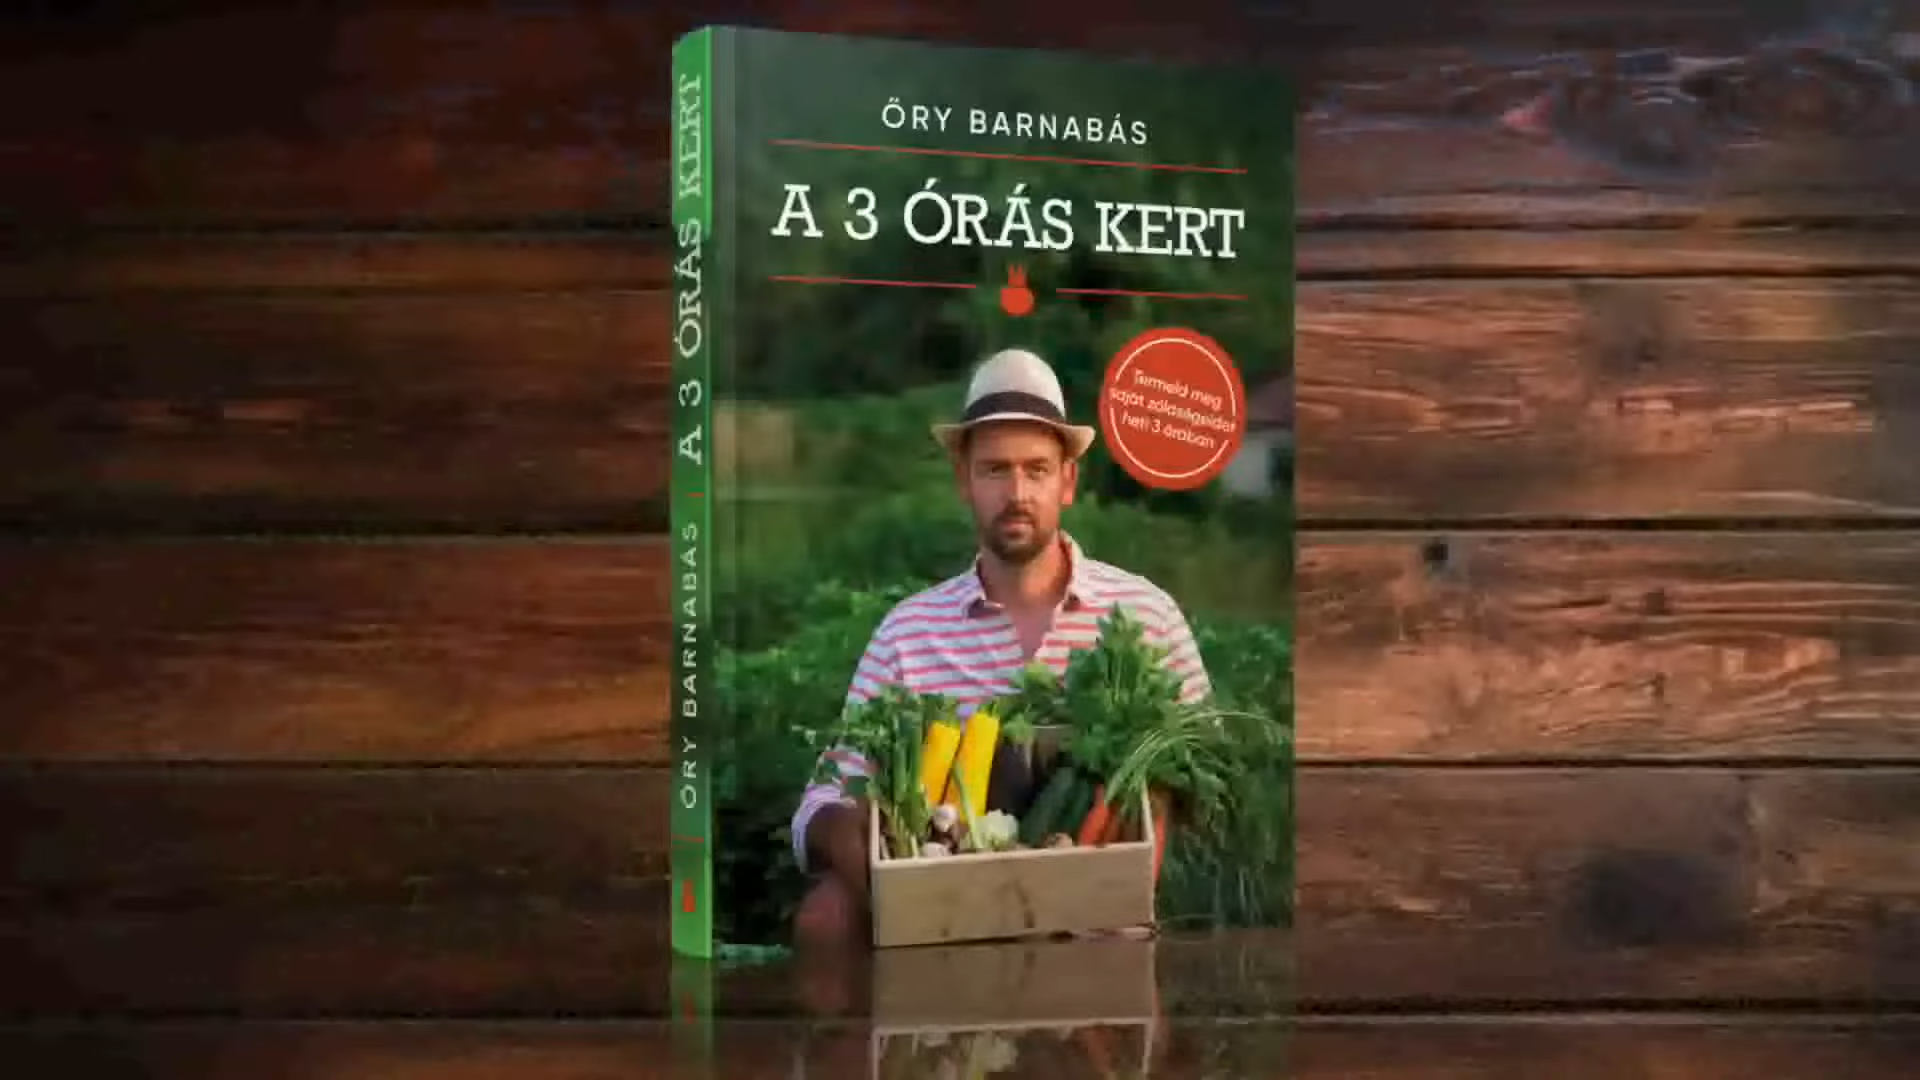 ŐRY BARNABÁS
A 3 ÓRÁS KERT
Termeld meg
saját zöldségeidet
heti 3 órában
ŐRY BARNABÁS | A 3 ÓRÁS KERT